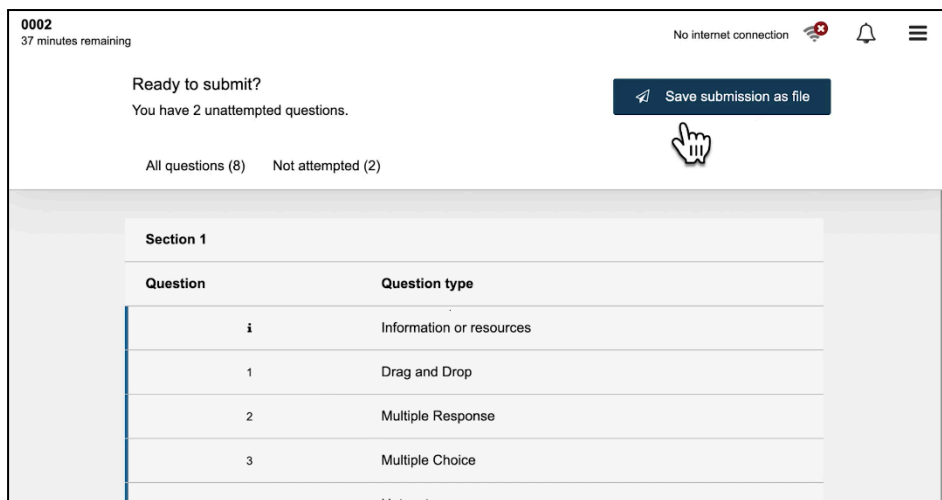 0002
37 minutes remaining
No internet connection
Ready to submit?
You have 2 unattempted questions.
Save submission as file
All questions (8) Not attempted (2)
Section 1
Question Question type
i Information or resources
1 Drag and Drop
2 Multiple Response
3 Multiple Choice